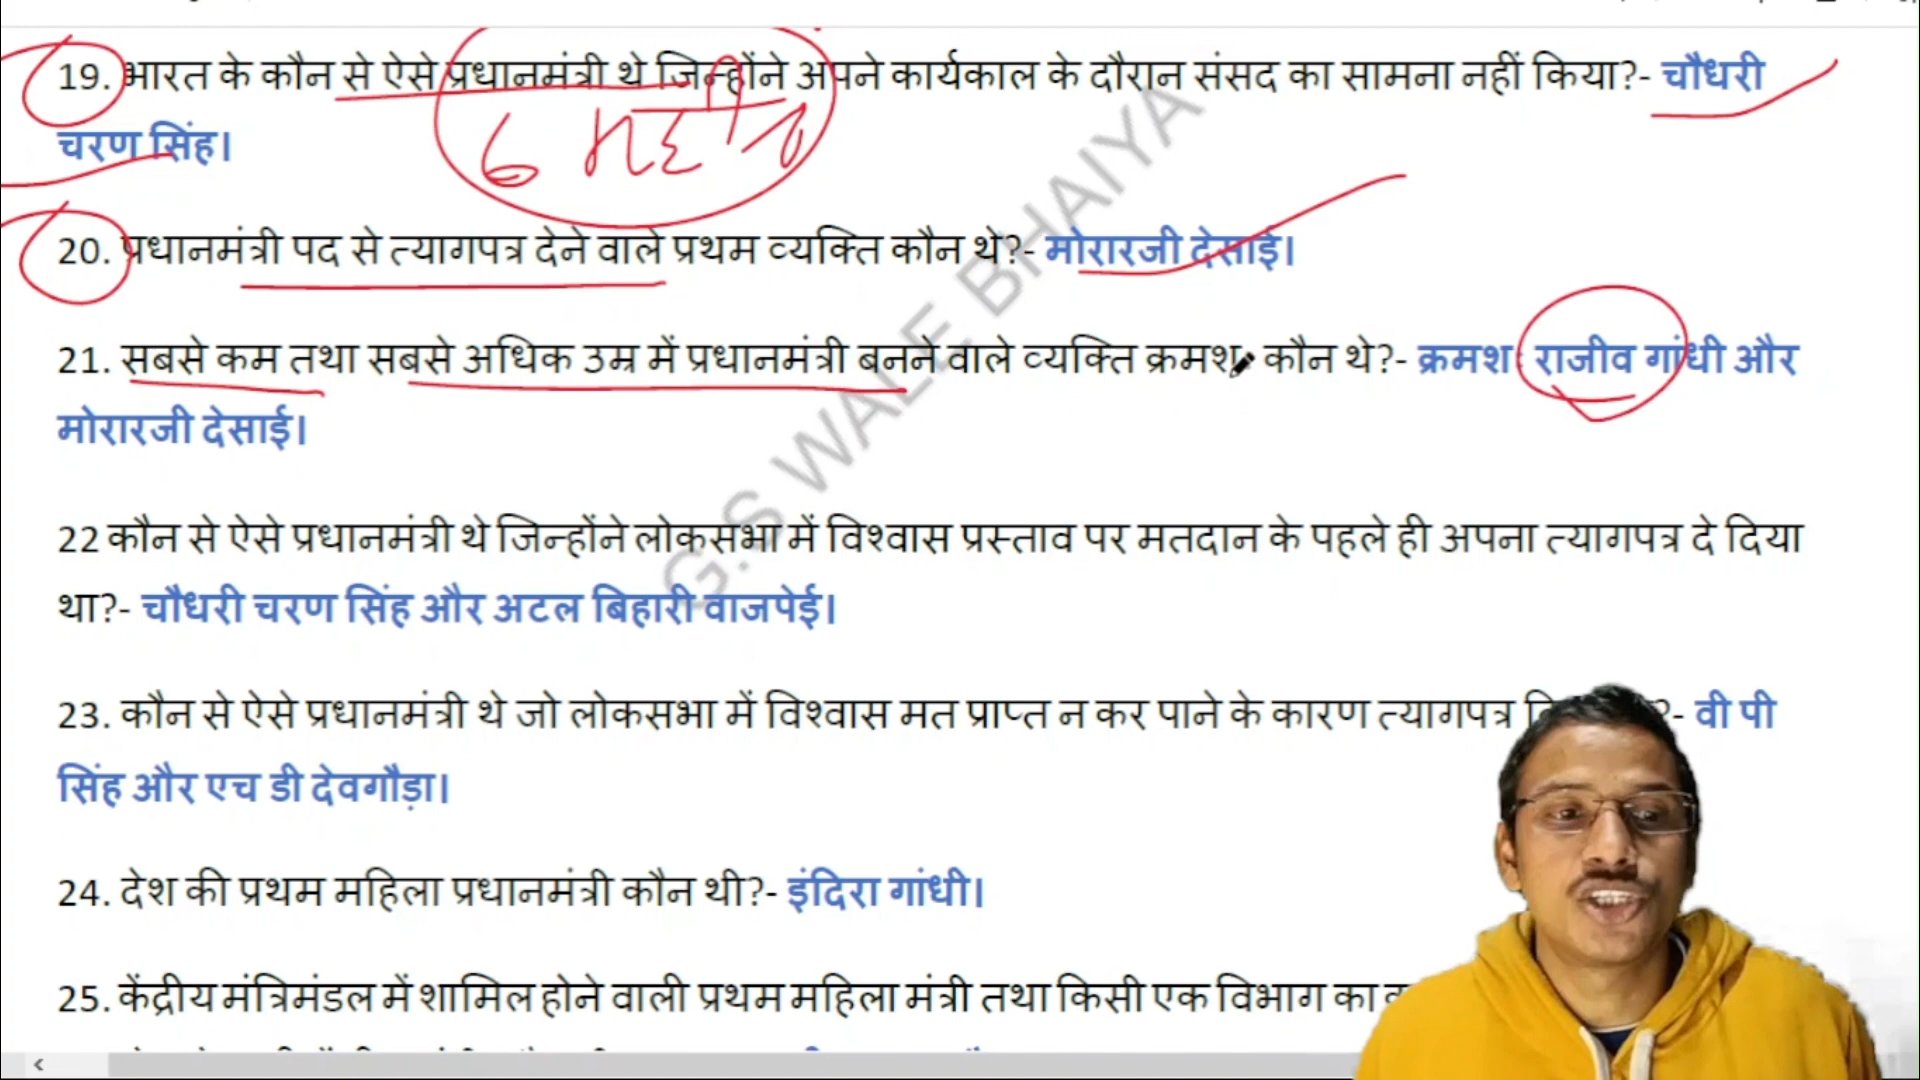 19. भारत के कौन से ऐसे प्रधानमंत्री थे जिन्होंने अपने कार्यकाल के दौरान संसद का सामना नहीं किया?- चौधरी
चरण सिंह।
6 महीने
20. प्रधानमंत्री पद से त्यागपत्र देने वाले प्रथम व्यक्ति कौन थे?- मोरारजी देसाई।
21. सबसे कम तथा सबसे अधिक उम्र में प्रधानमंत्री बनने वाले व्यक्ति क्रमशः कौन थे?- क्रमशः राजीव गांधी और
मोरारजी देसाई।
G.S WALE BHAIYA
22 कौन से ऐसे प्रधानमंत्री थे जिन्होंने लोकसभा में विश्वास प्रस्ताव पर मतदान के पहले ही अपना त्यागपत्र दे दिया
था?- चौधरी चरण सिंह और अटल बिहारी वाजपेई।
23. कौन से ऐसे प्रधानमंत्री थे जो लोकसभा में विश्वास मत प्राप्त न कर पाने के कारण त्यागपत्र ?- वी पी
सिंह और एच डी देवगौड़ा।
24. देश की प्रथम महिला प्रधानमंत्री कौन थी?- इंदिरा गांधी।
25. केंद्रीय मंत्रिमंडल में शामिल होने वाली प्रथम महिला मंत्री तथा किसी एक विभाग का